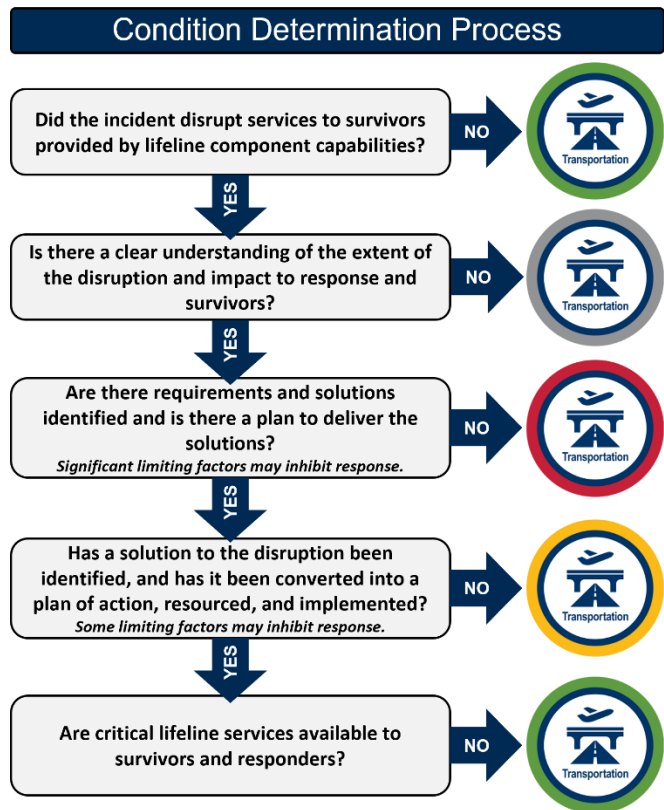 Condition Determination Process
Did the incident disrupt services to survivors
provided by lifeline component capabilities?
NO
Transportation
YES
Is there a clear understanding of the extent of
the disruption and impact to response and
survivors?
NO
Transportation
YES
Are there requirements and solutions
identified and is there a plan to deliver the
solutions?
Significant limiting factors may inhibit response.
NO
Transportation
YES
Has a solution to the disruption been
identified, and has it been converted into a
plan of action, resourced, and implemented?
Some limiting factors may inhibit response.
NO
Transportation
YES
Are critical lifeline services available to
survivors and responders?
NO
Transportation